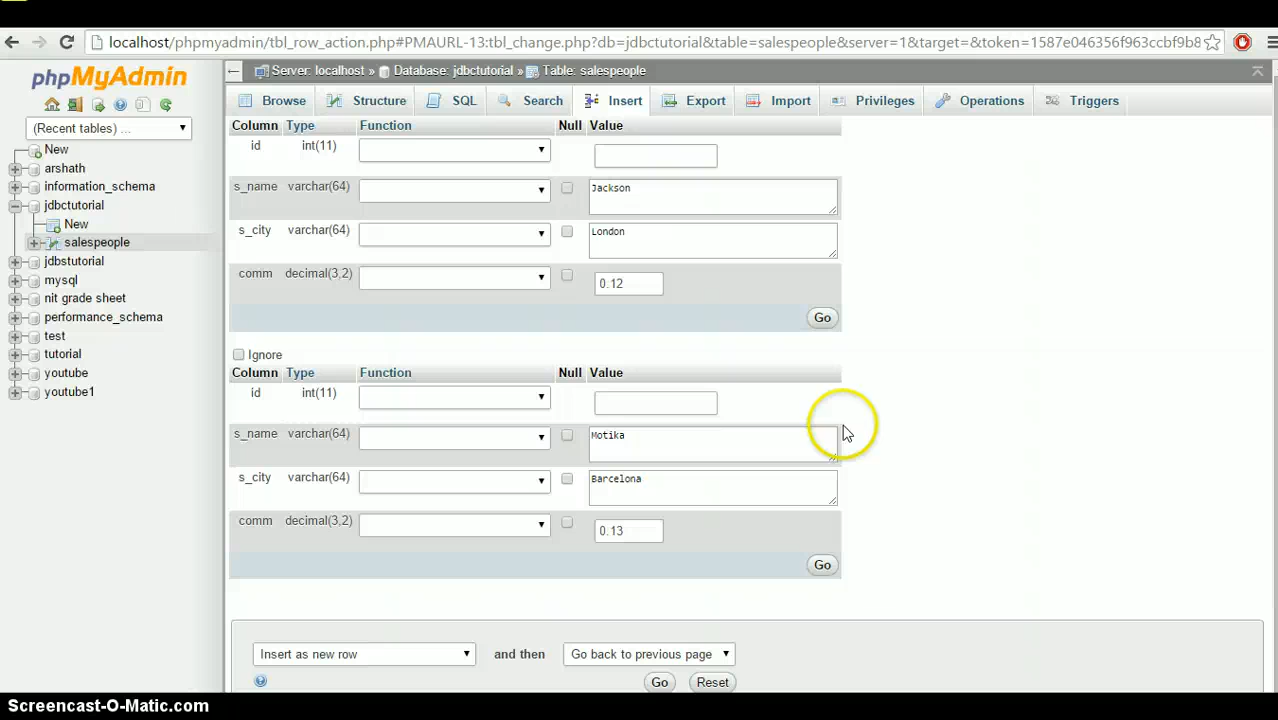 localhost/phpmyadmin/tbl_row_action.php#PMAURL-13:tbl_change.php?db=jdbctutorial&table=salespeople&server=1&target=&token=1587e046356f963ccbf9b8
phpMyAdmin
(Recent tables) ...
New
arshath
information_schema
jdbctutorial
New
salespeople
jdbstutorial
mysql
nit grade sheet
performance_schema
test
tutorial
youtube
youtube1
Server: localhost » Database: jdbctutorial » Table: salespeople
Browse Structure SQL Search Insert Export Import Privileges Operations Triggers
Column Type Function Null Value
id int(11)
s_name varchar(64) Jackson
s_city varchar(64) London
comm decimal(3,2) 0.12
Go
Ignore
Column Type Function Null Value
id int(11)
s_name varchar(64) Motika
s_city varchar(64) Barcelona
comm decimal(3,2) 0.13
Go
Insert as new row and then Go back to previous page
Go Reset
Screencast-O-Matic.com